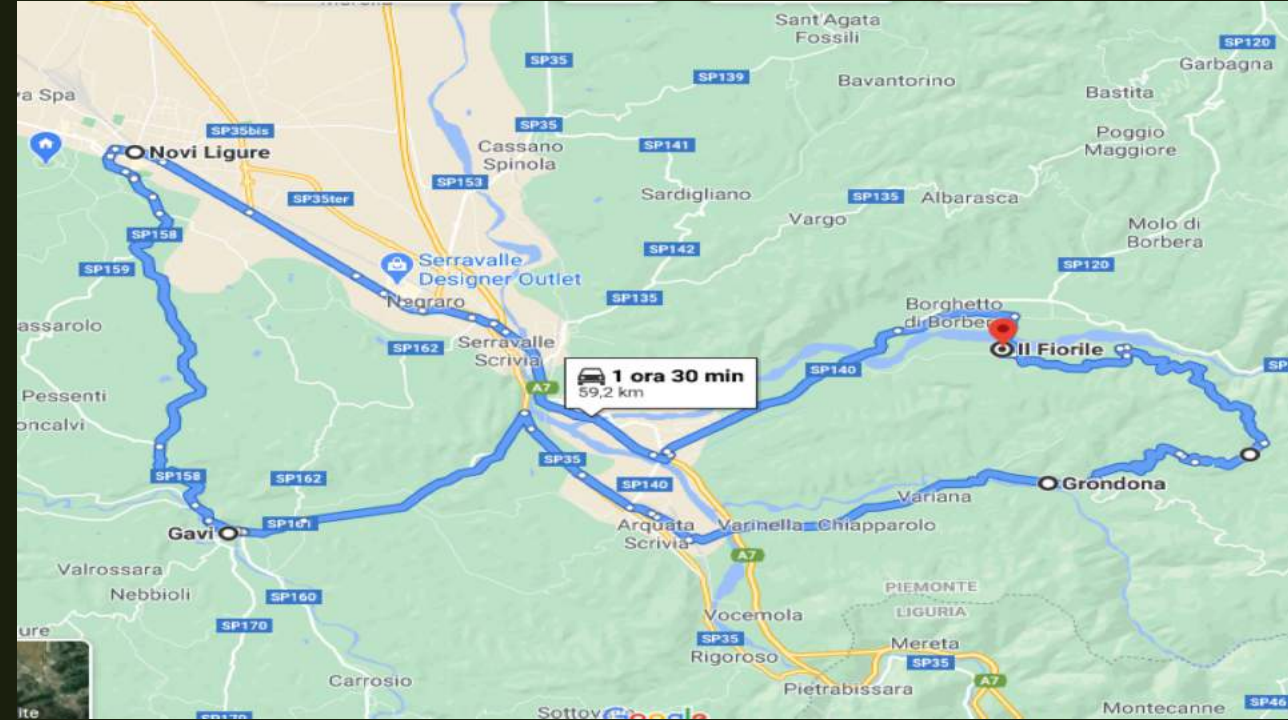 Sant'Agata
Fossili
SP120
Garbagna
SP35
SP139
Bavantorino
Bastita
va Spa
SP35bis
SP35
Cassano
Spinola
SP141
Poggio
Maggiore
Novi Ligure
SP35ter
SP153
Sardigliano
SP135
Albarasca
Vargo
Molo di
Borbera
SP158
SP159
SP142
SP120
Serravalle
Designer Outlet
Negraro
SP135
Borghetto
di Borbera
assarolo
SP162
Serravalle
Scrivia
Il Fiorile
SP140
1 ora 30 min
59,2 km
A7
Pessenti
oncalvi
SP35
SP158
SP162
SP140
Grondona
Variana
Gavi
SP161
Arquata
Scrivia
Varinella
Chiapparolo
A7
Valrossara
Nebbioli
SP160
PIEMONTE
LIGURIA
SP170
Vocemola
ure
SP35
Rigoroso
Mereta
SP35
Carrosio
A7
Pietrabissara
SP170
Google
Montecanne